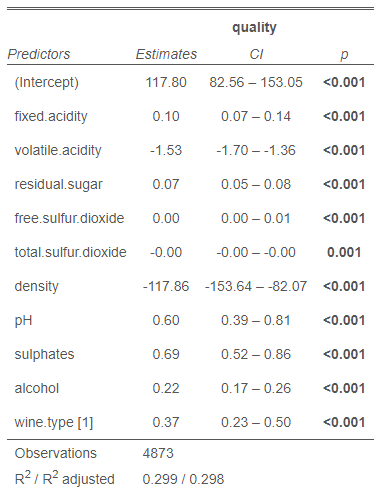 quality
Predictors Estimates CI p
(Intercept) 117.80 82.56 – 153.05 <0.001
fixed.acidity 0.10 0.07 – 0.14 <0.001
volatile.acidity -1.53 -1.70 – -1.36 <0.001
residual.sugar 0.07 0.05 – 0.08 <0.001
free.sulfur.dioxide 0.00 0.00 – 0.01 <0.001
total.sulfur.dioxide -0.00 -0.00 – -0.00 0.001
density -117.86 -153.64 – -82.07 <0.001
pH 0.60 0.39 – 0.81 <0.001
sulphates 0.69 0.52 – 0.86 <0.001
alcohol 0.22 0.17 – 0.26 <0.001
wine.type [1] 0.37 0.23 – 0.50 <0.001
Observations 4873
R² / R² adjusted 0.299 / 0.298